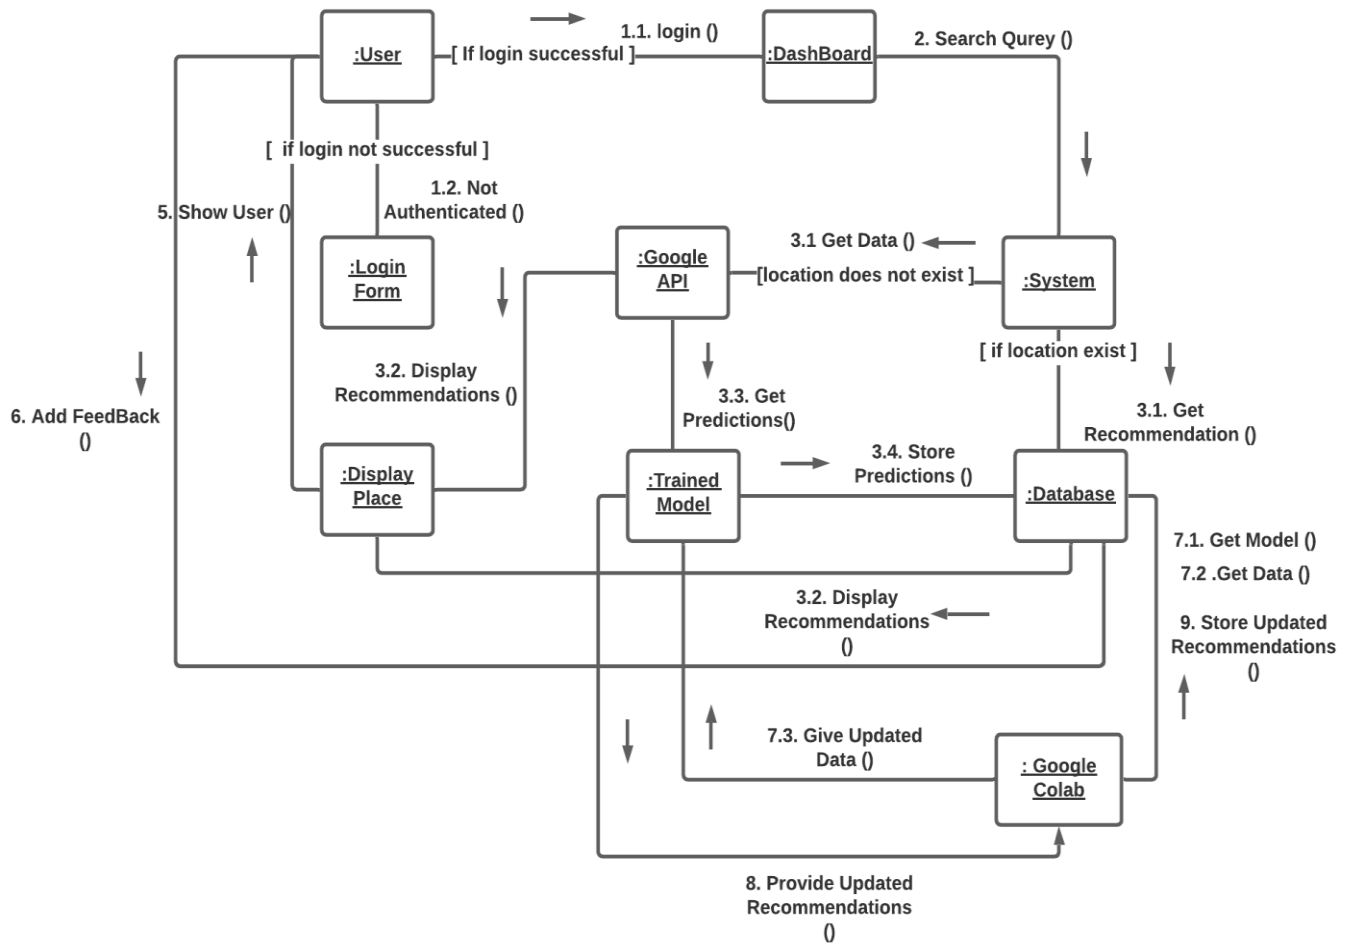 1.1. login ()
:User
[ If login successful ]
:DashBoard
2. Search Qurey ()
[ if login not successful ]
1.2. Not
Authenticated ()
5. Show User ()
:Login
Form
:Google
API
3.1 Get Data ()
[location does not exist ]
:System
[ if location exist ]
3.2. Display
Recommendations ()
3.3. Get
Predictions()
3.1. Get
Recommendation ()
6. Add FeedBack
()
:Display
Place
:Trained
Model
3.4. Store
Predictions ()
:Database
7.1. Get Model ()
7.2 .Get Data ()
3.2. Display
Recommendations
()
9. Store Updated
Recommendations
()
7.3. Give Updated
Data ()
: Google
Colab
8. Provide Updated
Recommendations
()